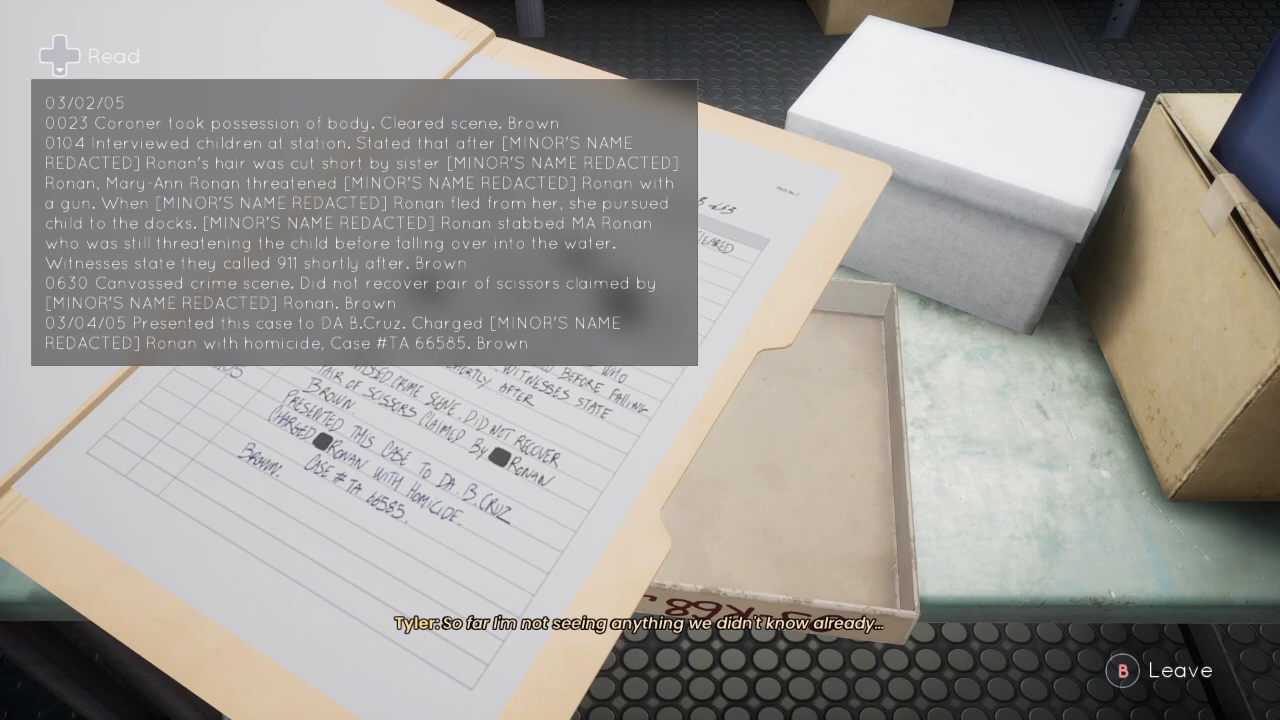 Read
03/02/05
0023 Coroner took possession of body. Cleared scene. Brown
0104 Interviewed children at station. Stated that after [MINOR'S NAME
REDACTED] Ronan's hair was cut short by sister [MINOR'S NAME REDACTED]
Ronan, Mary-Ann Ronan threatened [MINOR'S NAME REDACTED] Ronan with
a gun. When [MINOR'S NAME REDACTED] Ronan fled from her, she pursued
child to the docks. [MINOR'S NAME REDACTED] Ronan stabbed MA Ronan
who was still threatening the child before falling over into the water.
Witnesses state they called 911 shortly after. Brown
0630 Canvassed crime scene. Did not recover pair of scissors claimed by
[MINOR'S NAME REDACTED] Ronan. Brown
03/04/05 Presented this case to DA B.Cruz. Charged [MINOR'S NAME
REDACTED] Ronan with homicide, Case #TA 66585. Brown
CLEARED
WHO
BEFORE FALLING
WITNESSES STATE
SHORTLY AFTER
CRIME SCENE. DID NOT RECOVER
PAIR OF SCISSORS CLAIMED BY RONAN
BROWN.
PRESENTED THIS CASE TO DA. B.CRUZ
CHARGED RONAN WITH HOMICIDE.
BROWN. CASE # TA 66585.
Tyler: So far I'm not seeing anything we didn't know already...
B Leave